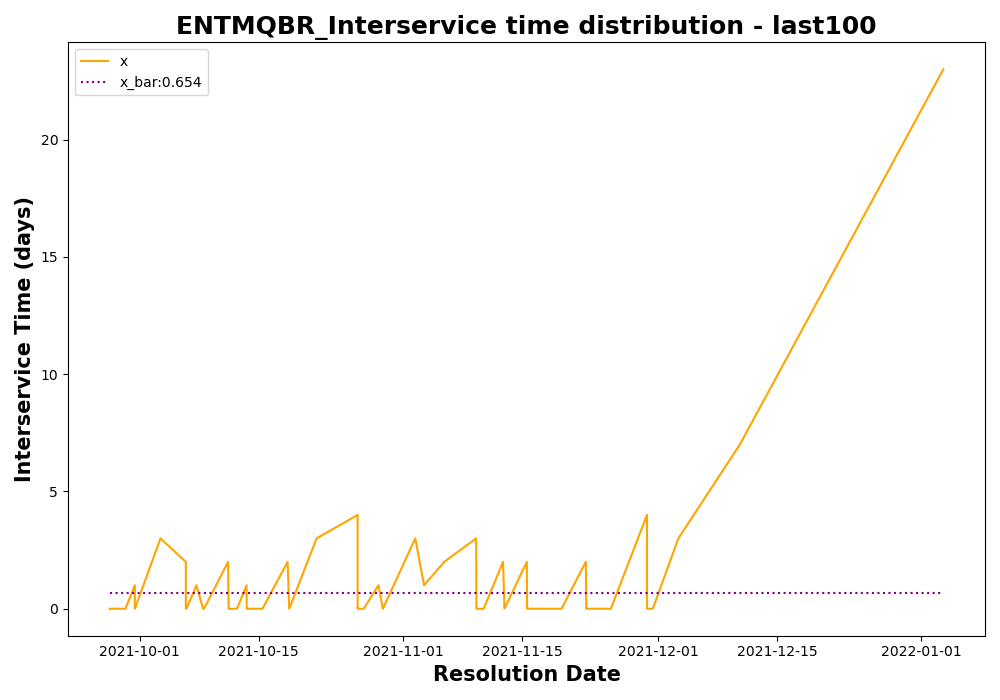 ENTMQBR_Interservice time distribution - last100
x
x_bar:0.654
Interservice Time (days)
20
15
10
5
0
2021-10-01
2021-10-15
2021-11-01
2021-11-15
2021-12-01
2021-12-15
2022-01-01
Resolution Date